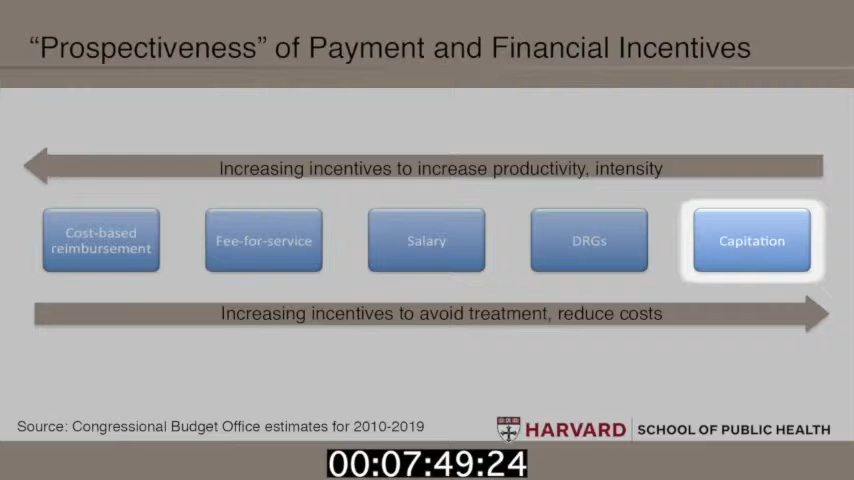 “Prospectiveness” of Payment and Financial Incentives
Increasing incentives to increase productivity, intensity
Cost-based
reimbursement
Fee-for-service
Salary
DRGs
Capitation
Increasing incentives to avoid treatment, reduce costs
Source: Congressional Budget Office estimates for 2010-2019
HARVARD SCHOOL OF PUBLIC HEALTH
00:07:49:24